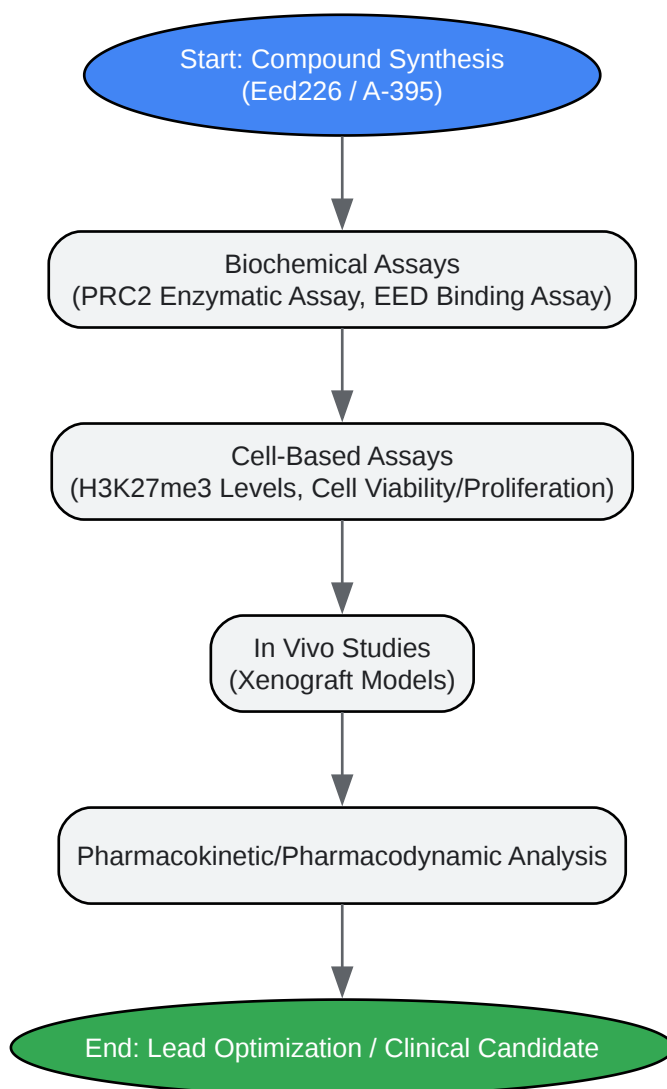 Start: Compound Synthesis
(Eed226 / A-395)
Biochemical Assays
(PRC2 Enzymatic Assay, EED Binding Assay)
Cell-Based Assays
(H3K27me3 Levels, Cell Viability/Proliferation)
In Vivo Studies
(Xenograft Models)
Pharmacokinetic/Pharmacodynamic Analysis
End: Lead Optimization / Clinical Candidate